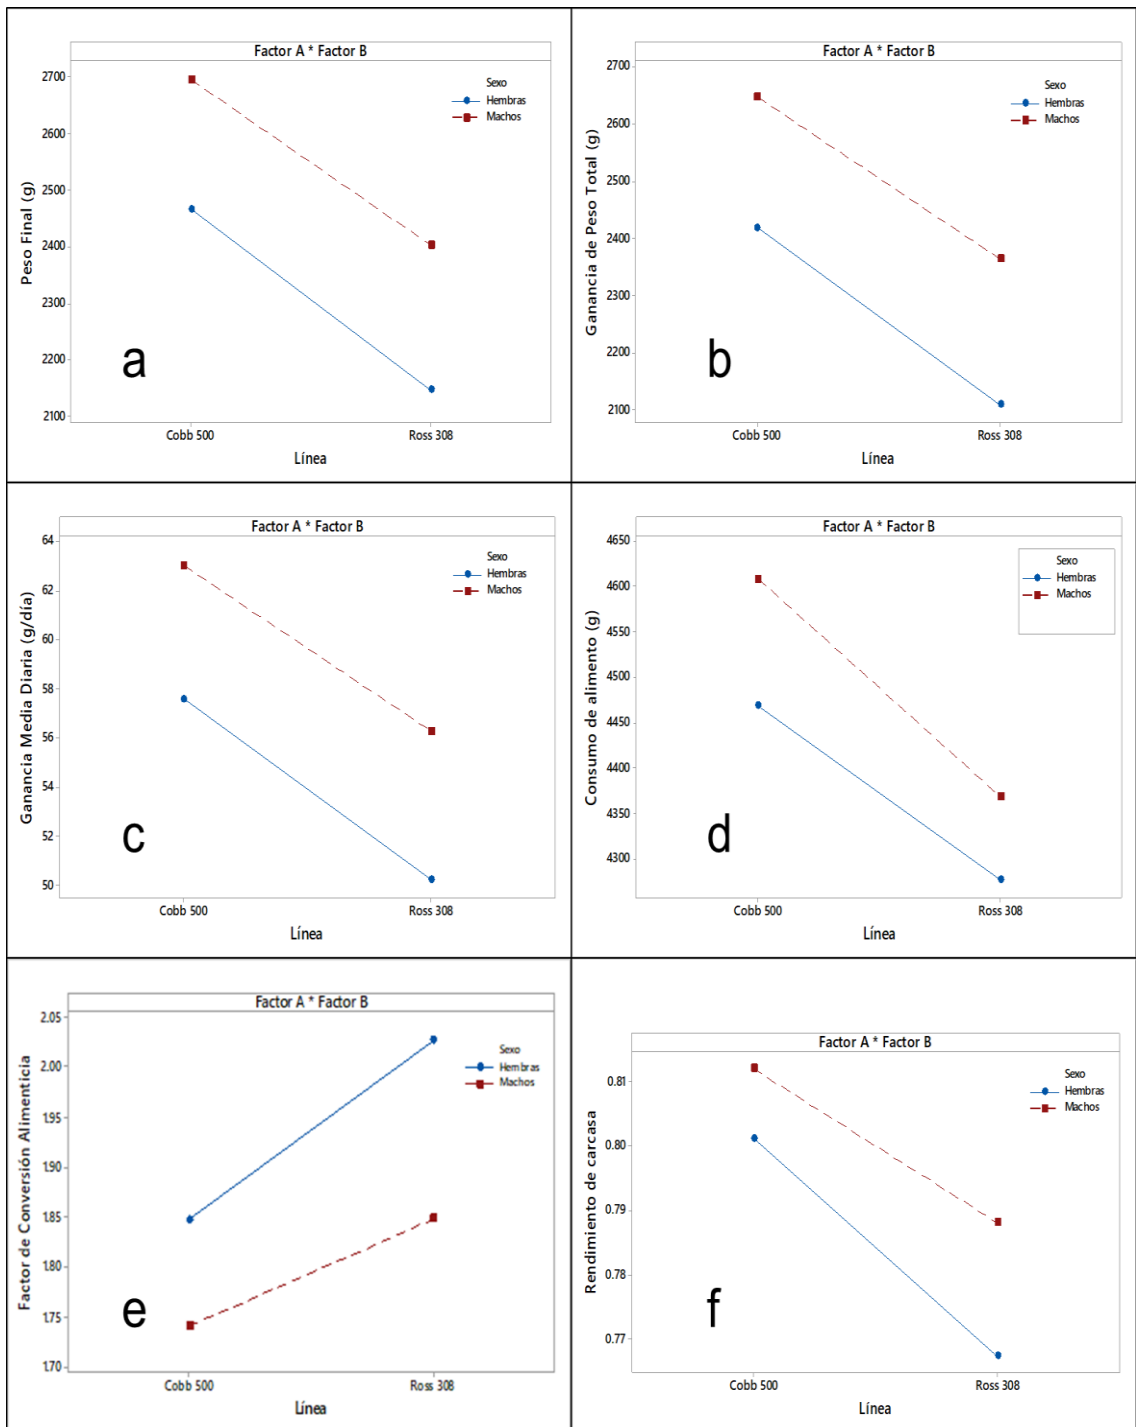 Factor A * Factor B
Sexo
Hembras
Machos
Peso Final (g)
2700
2600
2500
2400
2300
2200
2100
a
Cobb 500
Ross 308
Línea
Factor A * Factor B
Sexo
Hembras
Machos
Ganancia de Peso Total (g)
2700
2600
2500
2400
2300
2200
2100
b
Cobb 500
Ross 308
Línea
Factor A * Factor B
Sexo
Hembras
Machos
Ganancia Media Diaria (g/día)
64
62
60
58
56
54
52
50
c
Cobb 500
Ross 308
Línea
Factor A * Factor B
Sexo
Hembras
Machos
Consumo de alimento (g)
4650
4600
4550
4500
4450
4400
4350
4300
d
Cobb 500
Ross 308
Línea
Factor A * Factor B
Sexo
Hembras
Machos
Factor de Conversión Alimenticia
2.05
2.00
1.95
1.90
1.85
1.80
1.75
1.70
e
Cobb 500
Ross 308
Línea
Factor A * Factor B
Sexo
Hembras
Machos
Rendimiento de carcasa
0.81
0.80
0.79
0.78
0.77
f
Cobb 500
Ross 308
Línea